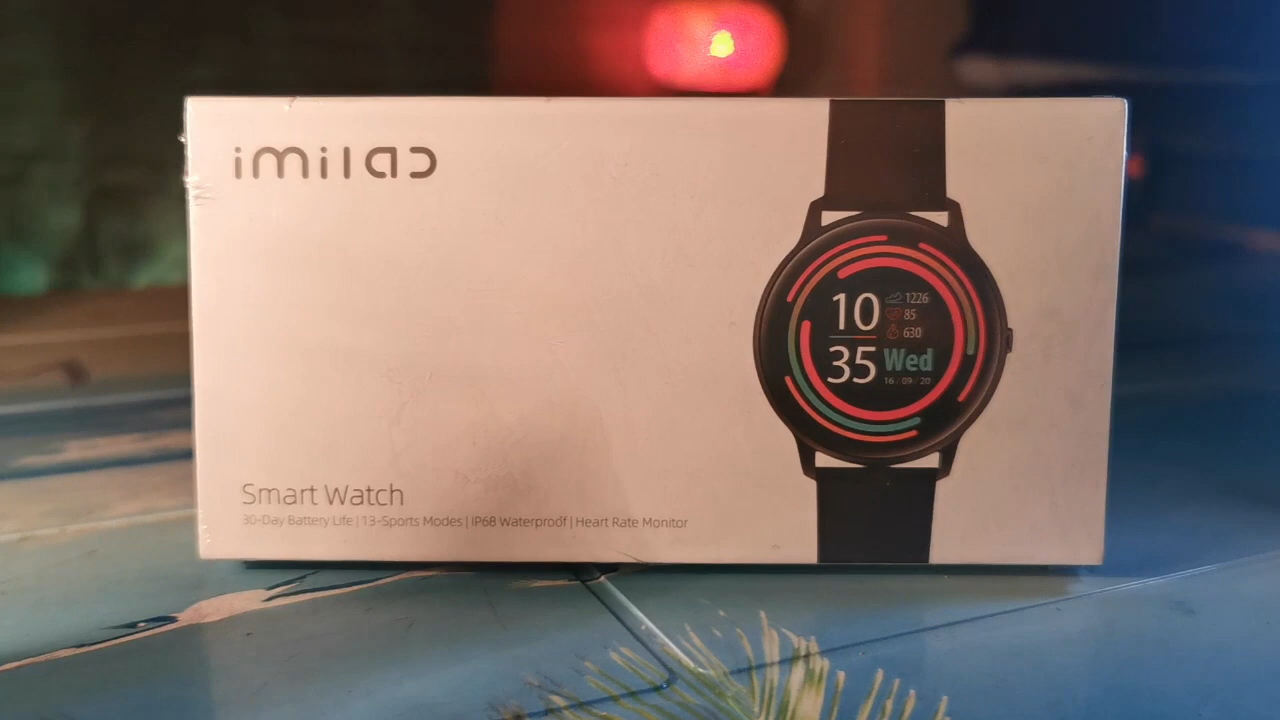 imilab
10
35
1226
85
630
Wed
16/09/20
Smart Watch
30-Day Battery Life | 13-Sports Modes | IP68 Waterproof | Heart Rate Monitor